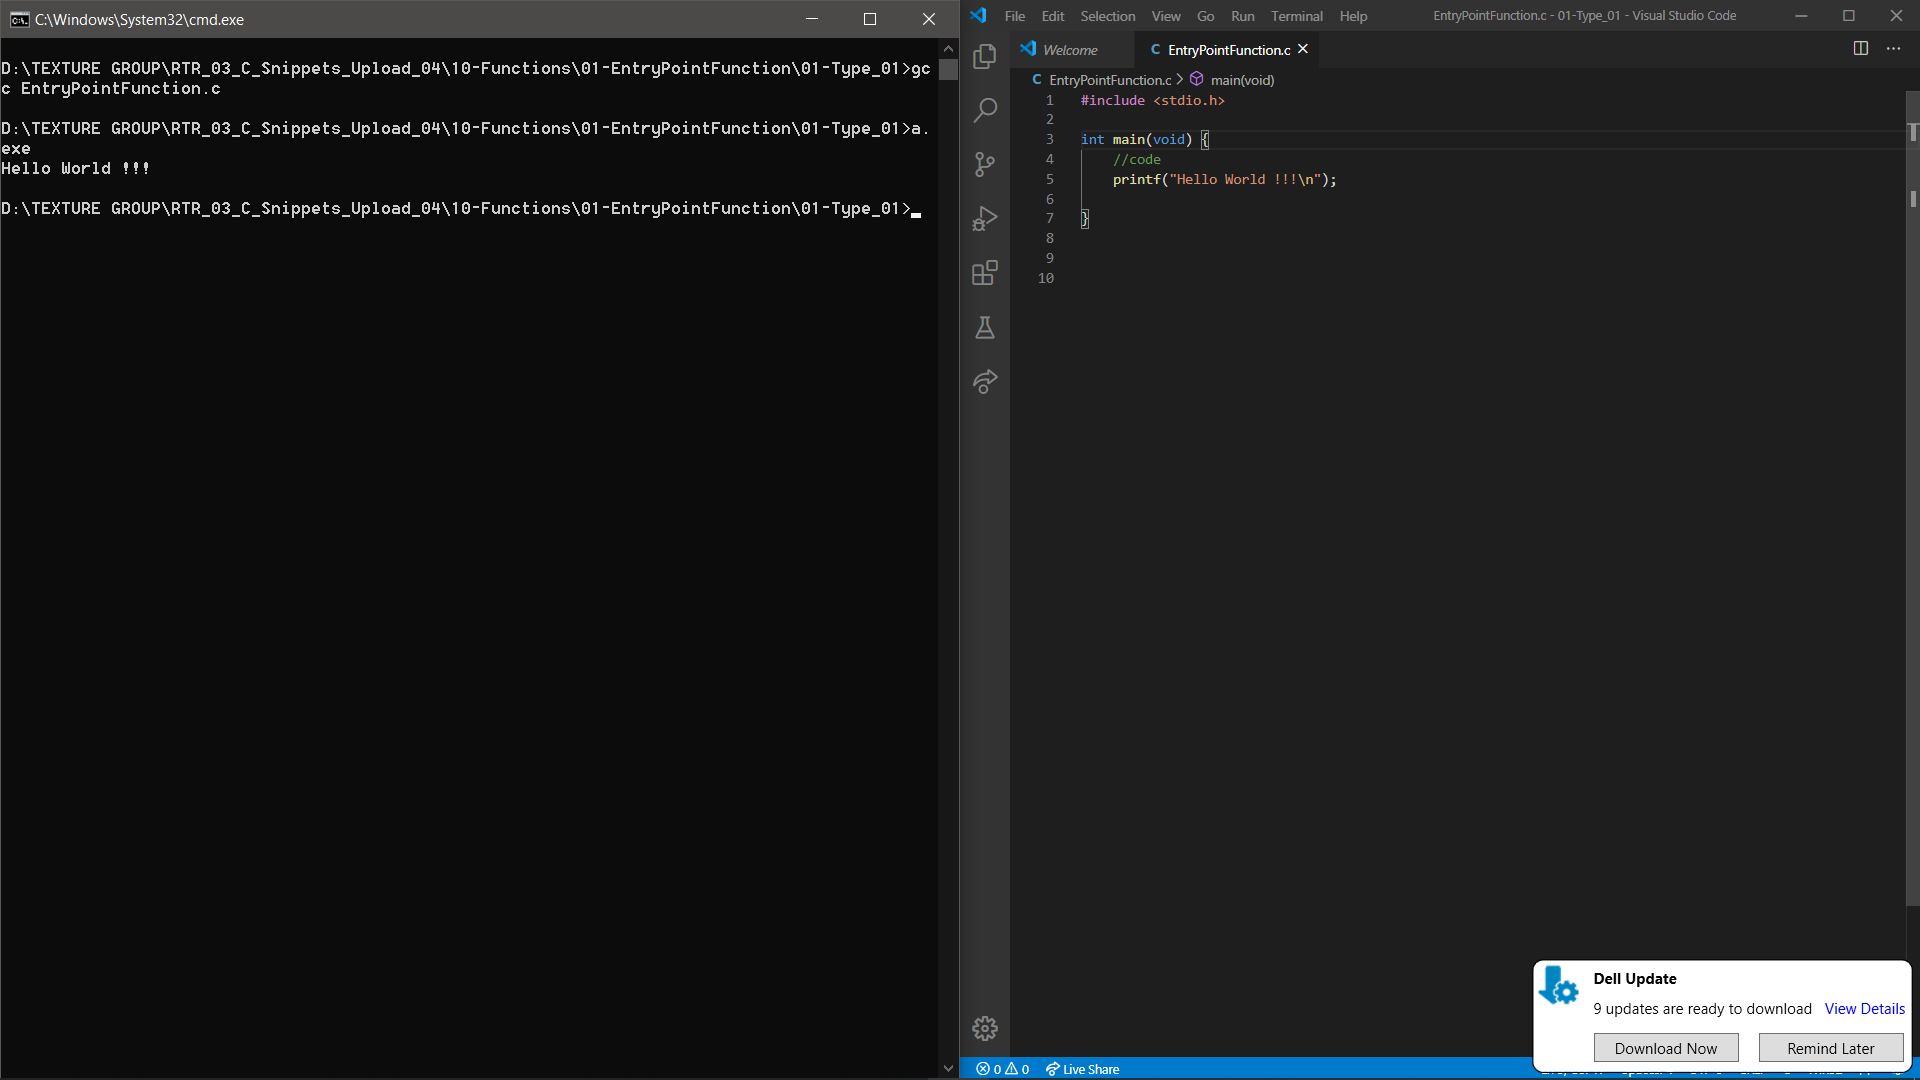 C:\Windows\System32\cmd.exe
D:\TEXTURE GROUP\RTR_03_C_Snippets_Upload_04\10-Functions\01-EntryPointFunction\01-Type_01>gc
c EntryPointFunction.c
D:\TEXTURE GROUP\RTR_03_C_Snippets_Upload_04\10-Functions\01-EntryPointFunction\01-Type_01>a.
exe
Hello World !!!
D:\TEXTURE GROUP\RTR_03_C_Snippets_Upload_04\10-Functions\01-EntryPointFunction\01-Type_01>
File Edit Selection View Go Run Terminal Help EntryPointFunction.c - 01-Type_01 - Visual Studio Code
Welcome C EntryPointFunction.c
C EntryPointFunction.c > main(void)
1 #include <stdio.h>
2
3 int main(void) {
4 //code
5 printf("Hello World !!!\n");
6
7 }
8
9
10
Dell Update
9 updates are ready to download View Details
Download Now Remind Later
0 0 Live Share